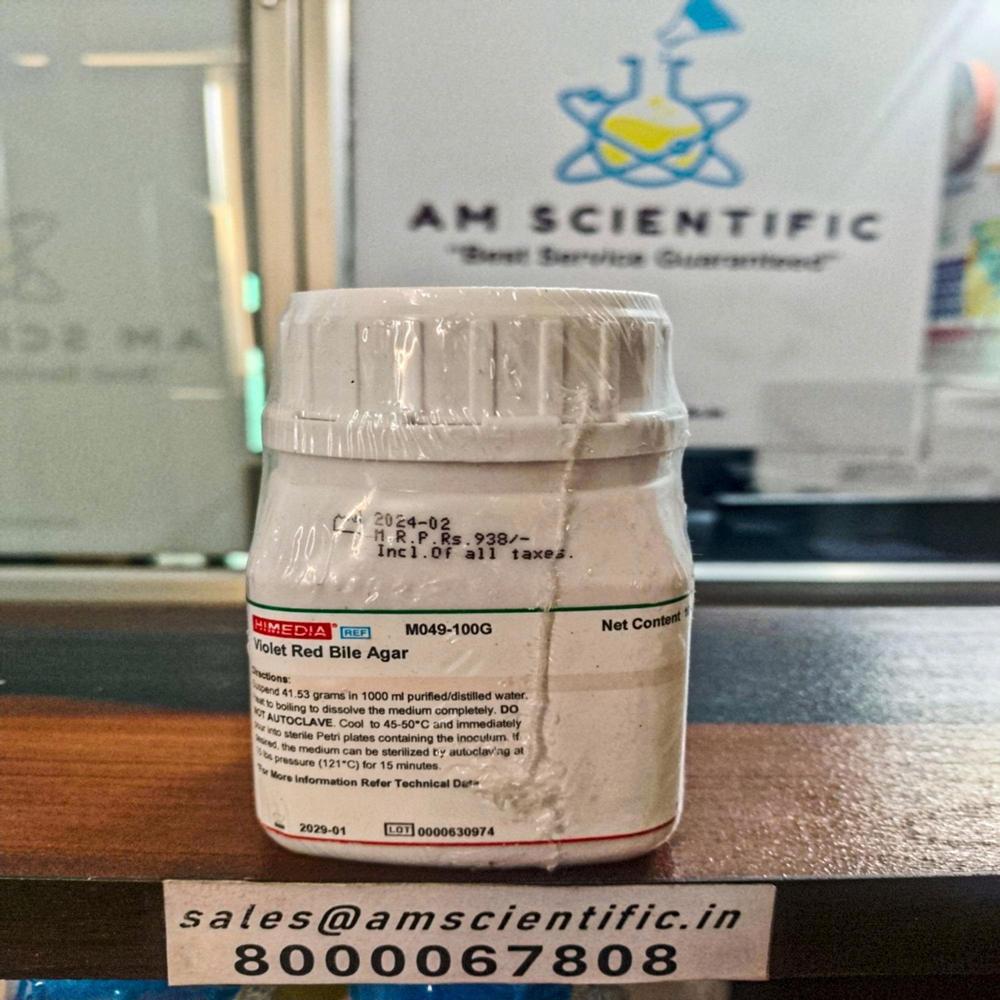 AM SCIENTIFIC
"Best Service Guaranteed"
2024-02
M.R.P.Rs.938/-
Incl.Of all taxes.
HIMEDIA® REF M049-100G Net Content
Violet Red Bile Agar
Directions:
Suspend 41.53 grams in 1000 ml purified/distilled water.
Heat to boiling to dissolve the medium completely. DO
NOT AUTOCLAVE. Cool to 45-50°C and immediately
pour into sterile Petri plates containing the inoculum. If
desired, the medium can be sterilized by autoclaving at
15 lbs pressure (121°C) for 15 minutes.
*For More Information Refer Technical Data
2029-01 LOT 0000630974
sales@amscientific.in
8000067808